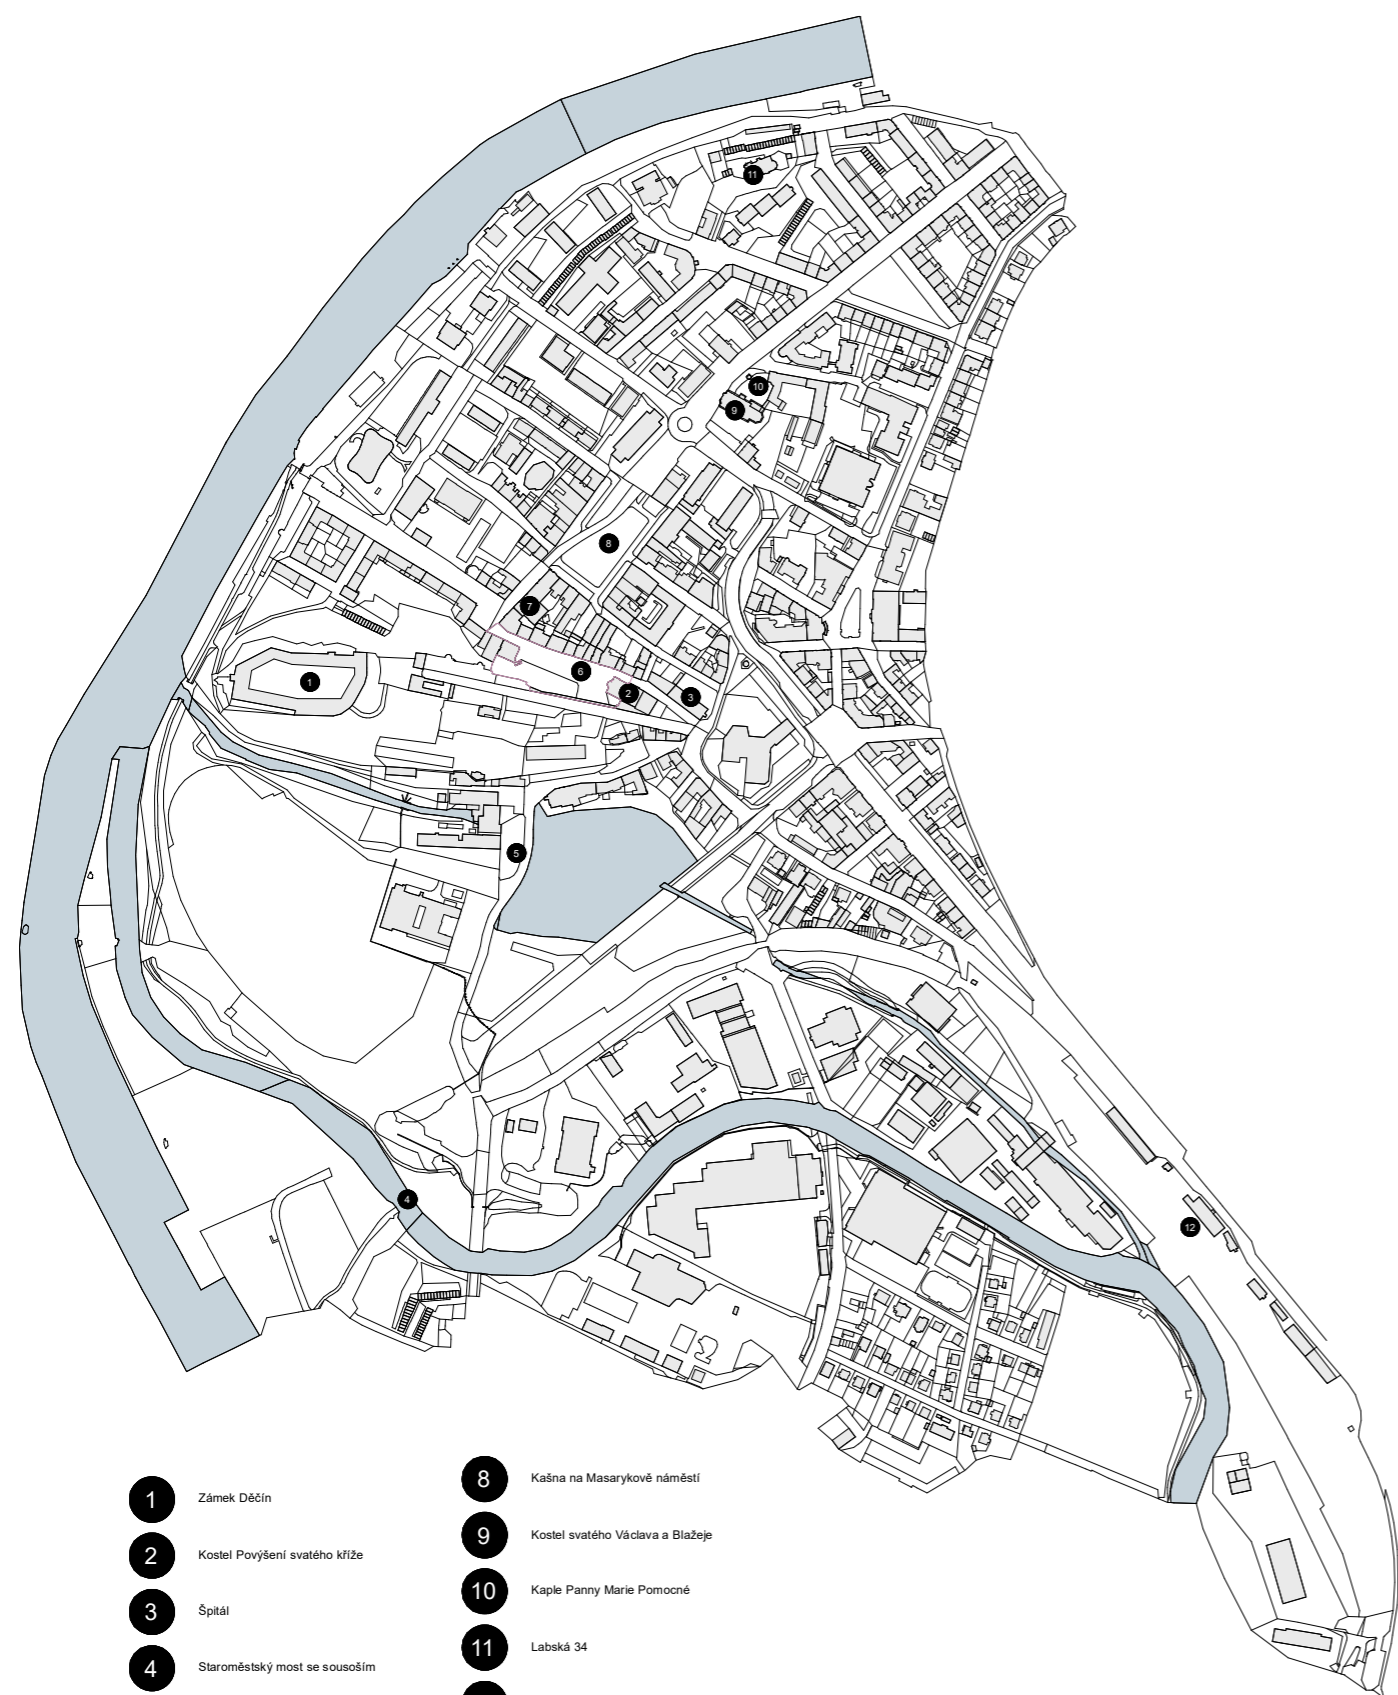 11
10
9
8
7
6
1
2
3
5
4
12
1 Zámek Děčín
2 Kostel Povýšení svatého kříže
3 Špitál
4 Staroměstský most se sousoším
8 Kašna na Masarykově náměstí
9 Kostel svatého Václava a Blažeje
10 Kaple Panny Marie Pomocné
11 Labská 34